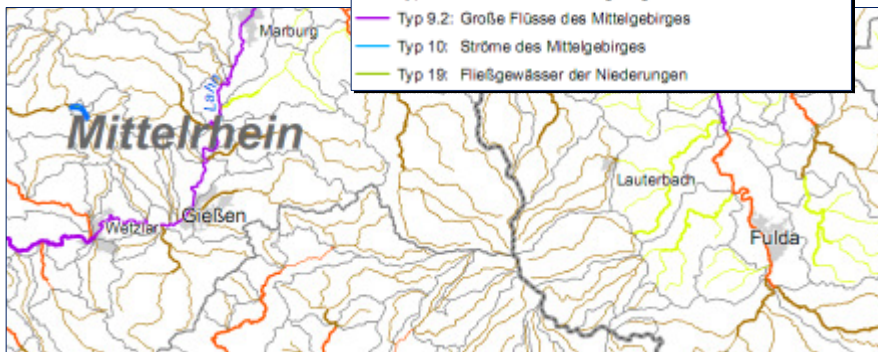 Typ 9.2: Große Flüsse des Mittelgebirges
Typ 10: Ströme des Mittelgebirges
Typ 19: Fließgewässer der Niederungen
Marburg
Lahn
Mittelrhein
Lauterbach
Gießen
Wetzlar
Fulda